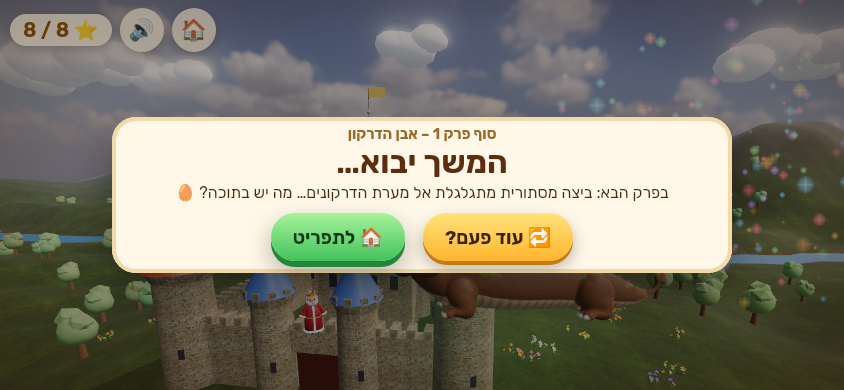 8 / 8 ⭐
סוף פרק 1 – אבן הדרקון
המשך יבוא...
בפרק הבא: ביצה מסתורית מתגלגלת אל מערת הדרקונים... מה יש בתוכה? 🥚
🔁 עוד פעם?
🏠 לתפריט